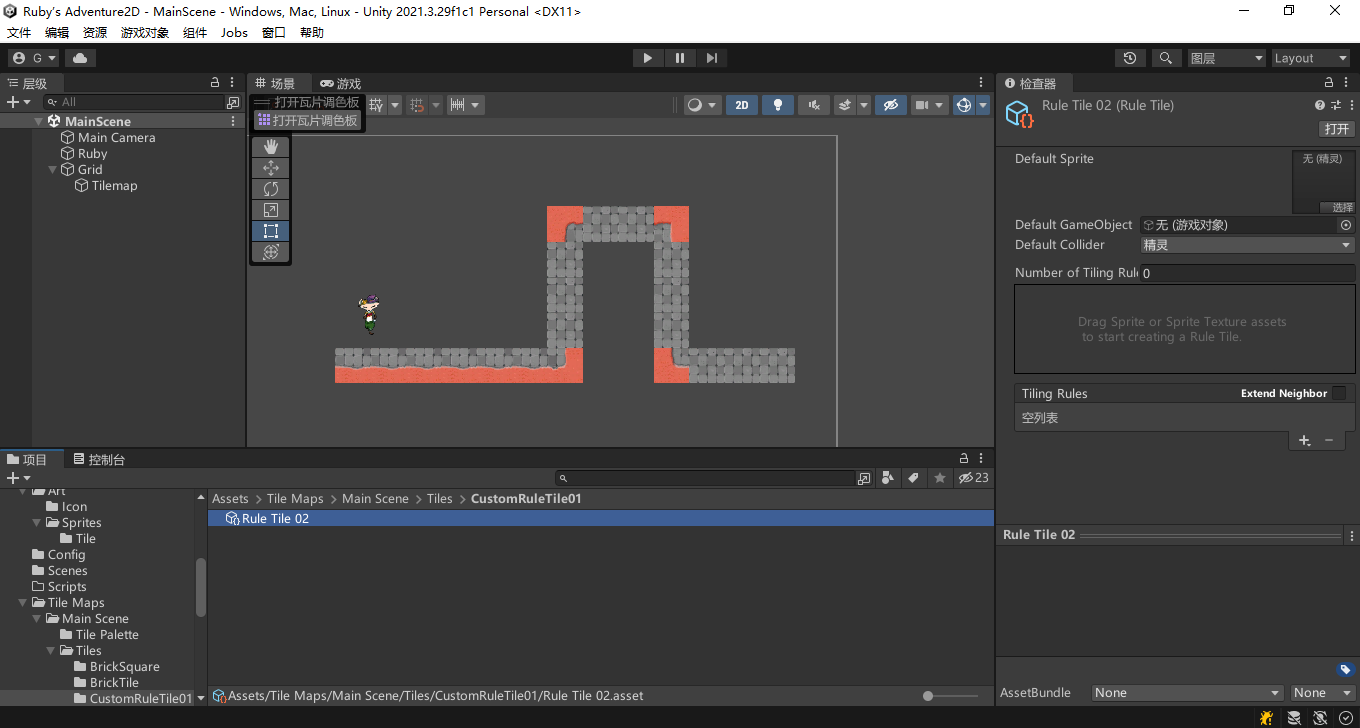 Ruby's Adventure2D - MainScene - Windows, Mac, Linux - Unity 2021.3.29f1c1 Personal <DX11>
文件 编辑 资源 游戏对象 组件 Jobs 窗口 帮助
G
图层 Layout
层级
All
MainScene
Main Camera
Ruby
Grid
Tilemap
场景 游戏
打开瓦片调色板
打开瓦片调色板
2D
检查器
Rule Tile 02 (Rule Tile)
打开
Default Sprite
无 (精灵)
选择
Default GameObject 无 (游戏对象)
Default Collider 精灵
Number of Tiling Rul 0
Drag Sprite or Sprite Texture assets
to start creating a Rule Tile.
Tiling Rules Extend Neighbor
空列表
项目 控制台
23
Art
Icon
Sprites
Tile
Config
Scenes
Scripts
Tile Maps
Main Scene
Tile Palette
Tiles
BrickSquare
BrickTile
CustomRuleTile01
Assets > Tile Maps > Main Scene > Tiles > CustomRuleTile01
Rule Tile 02
Assets/Tile Maps/Main Scene/Tiles/CustomRuleTile01/Rule Tile 02.asset
Rule Tile 02
AssetBundle None None